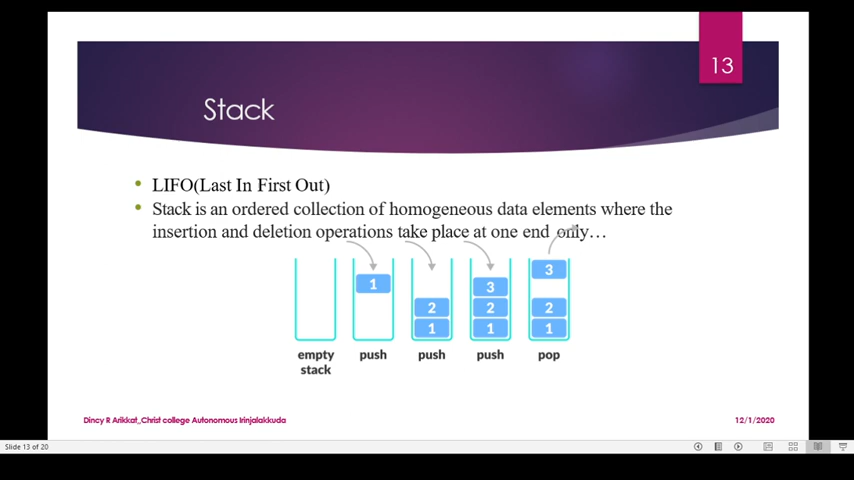 13
Stack
• LIFO(Last In First Out)
• Stack is an ordered collection of homogeneous data elements where the
insertion and deletion operations take place at one end only…
1
2
1
3
2
1
3
2
1
empty
stack
push
push
push
pop
Dincy R Arikkat_Christ college Autonomous Irinjalakkuda
12/1/2020
Slide 13 of 20